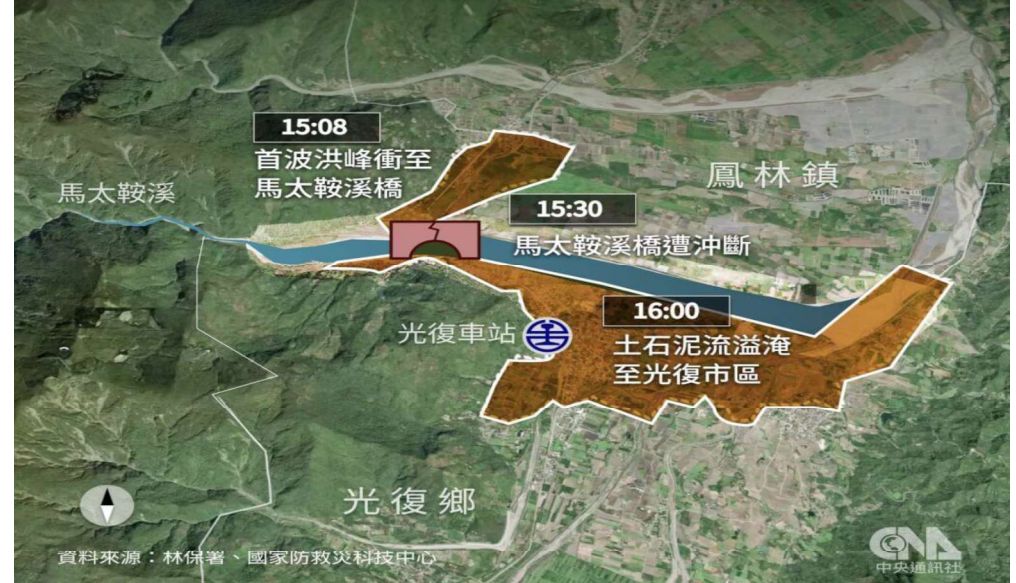 15:08
首波洪峰衝至
馬太鞍溪橋
馬太鞍溪
鳳林鎮
15:30
馬太鞍溪橋遭沖斷
16:00
光復車站
土石泥流溢淹
至光復市區
光復鄉
資料來源：林保署、國家防救災科技中心
CNA
中央通訊社